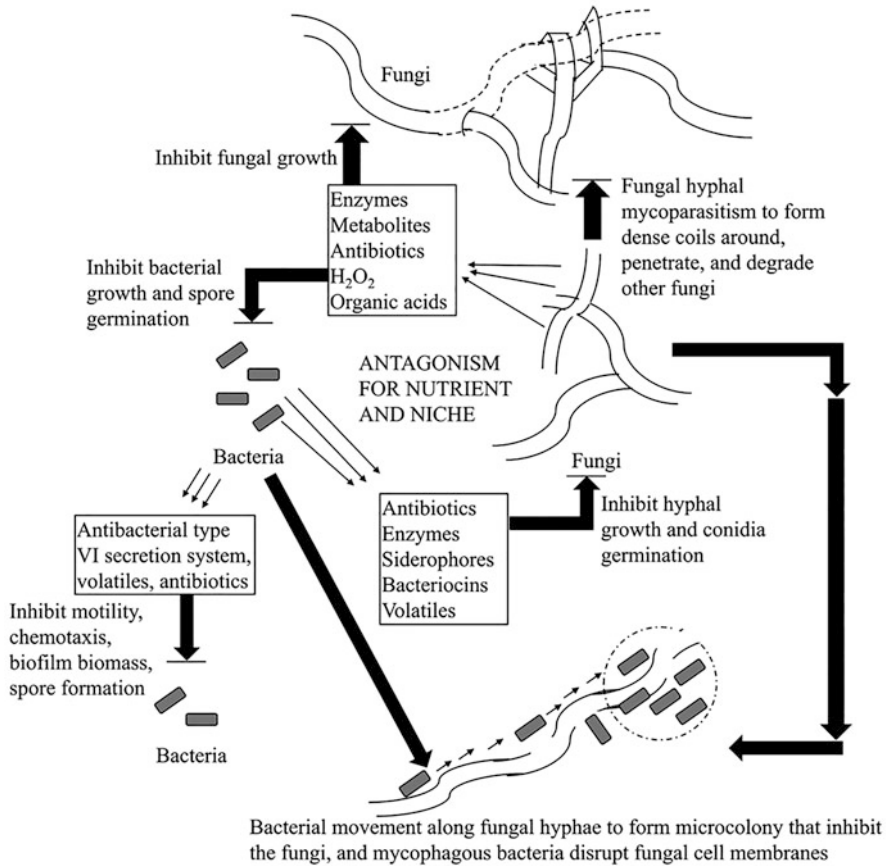 Fungi
Inhibit fungal growth
Enzymes
Metabolites
Antibiotics
H₂O₂
Organic acids
Fungal hyphal
mycoparasitism to form
dense coils around,
penetrate, and degrade
other fungi
Inhibit bacterial
growth and spore
germination
ANTAGONISM
FOR NUTRIENT
AND NICHE
Bacteria
Fungi
Antibacterial type
VI secretion system,
volatiles, antibiotics
Antibiotics
Enzymes
Siderophores
Bacteriocins
Volatiles
Inhibit hyphal
growth and conidia
germination
Inhibit motility,
chemotaxis,
biofilm biomass,
spore formation
Bacteria
Bacterial movement along fungal hyphae to form microcolony that inhibit
the fungi, and mycophagous bacteria disrupt fungal cell membranes